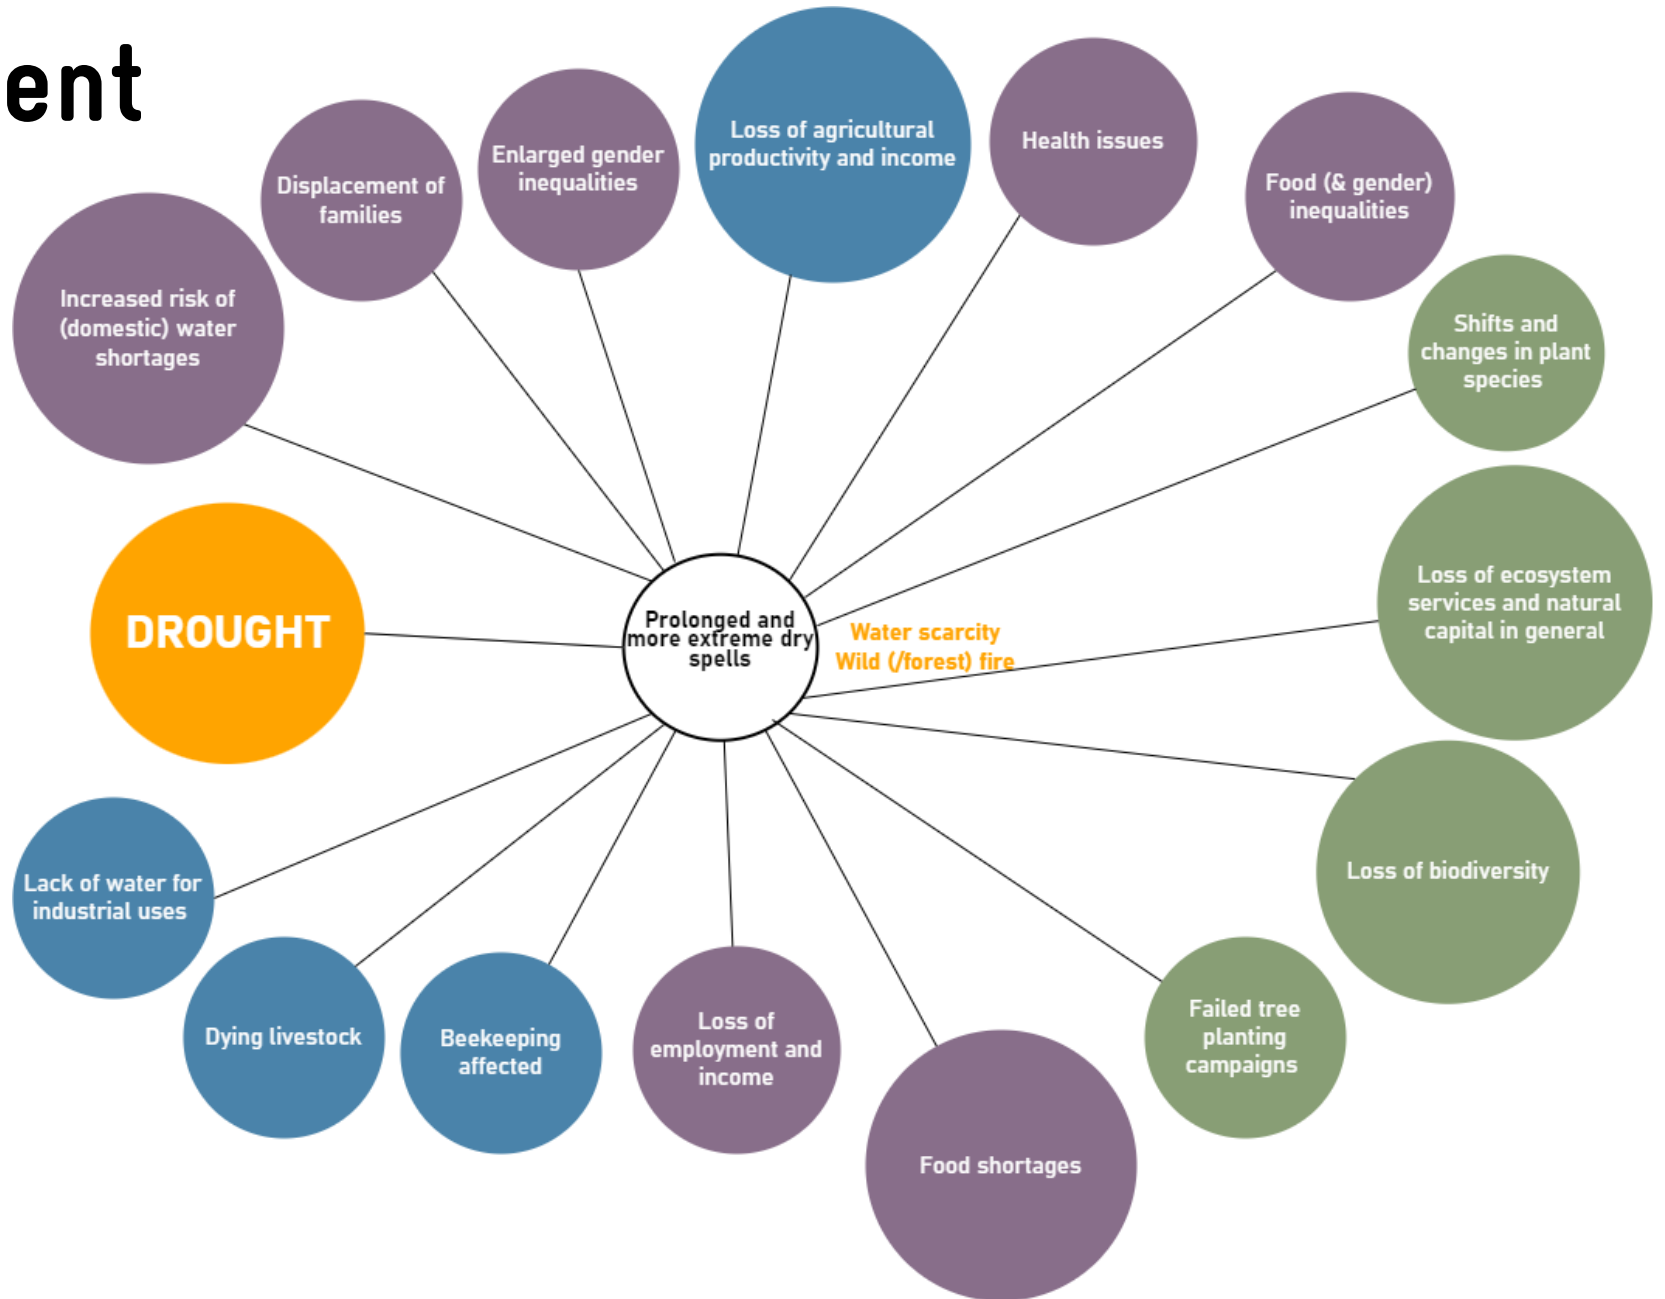 ent
Loss of agricultural
productivity and income
Health issues
Enlarged gender
inequalities
Displacement of
families
Food (& gender)
inequalities
Increased risk of
(domestic) water
shortages
Shifts and
changes in plant
species
Loss of ecosystem
services and natural
capital in general
DROUGHT
Prolonged and
more extreme dry
spells
Water scarcity
Wild (/forest) fire
Loss of biodiversity
Lack of water for
industrial uses
Dying livestock
Beekeeping
affected
Loss of
employment and
income
Failed tree
planting
campaigns
Food shortages